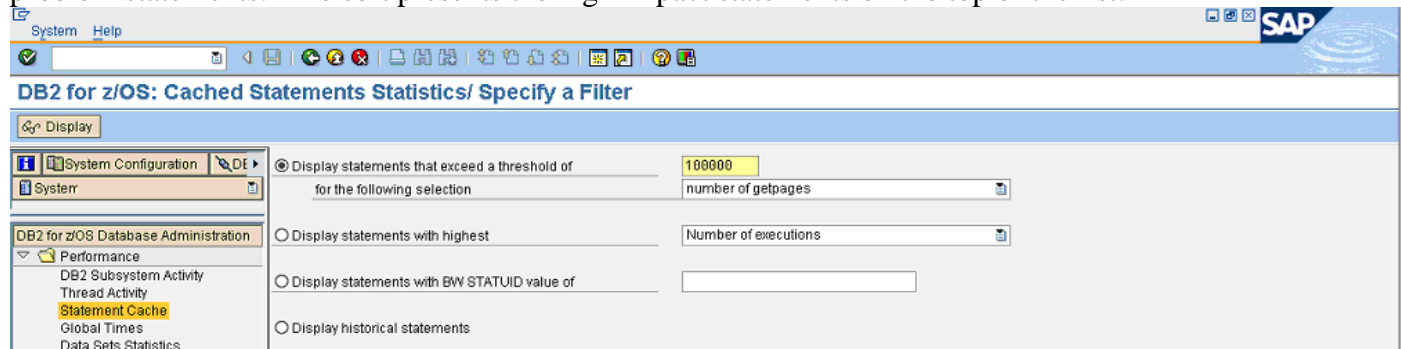 System Help
SAP
DB2 for z/OS: Cached Statements Statistics/ Specify a Filter
Display
System Configuration DE
System
Display statements that exceed a threshold of 100000
for the following selection number of getpages
DB2 for z/OS Database Administration
Display statements with highest Number of executions
Performance
DB2 Subsystem Activity
Display statements with BW STATUID value of
Thread Activity
Statement Cache
Global Times
Display historical statements
Data Sets Statistics